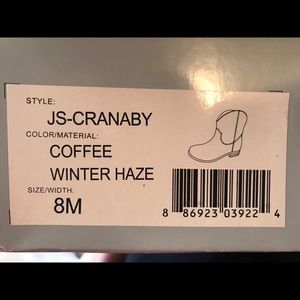 STYLE:
JS-CRANABY
COLOR/MATERIAL:
COFFEE
WINTER HAZE
SIZE/WIDTH:
8M
8 86923 03922 4